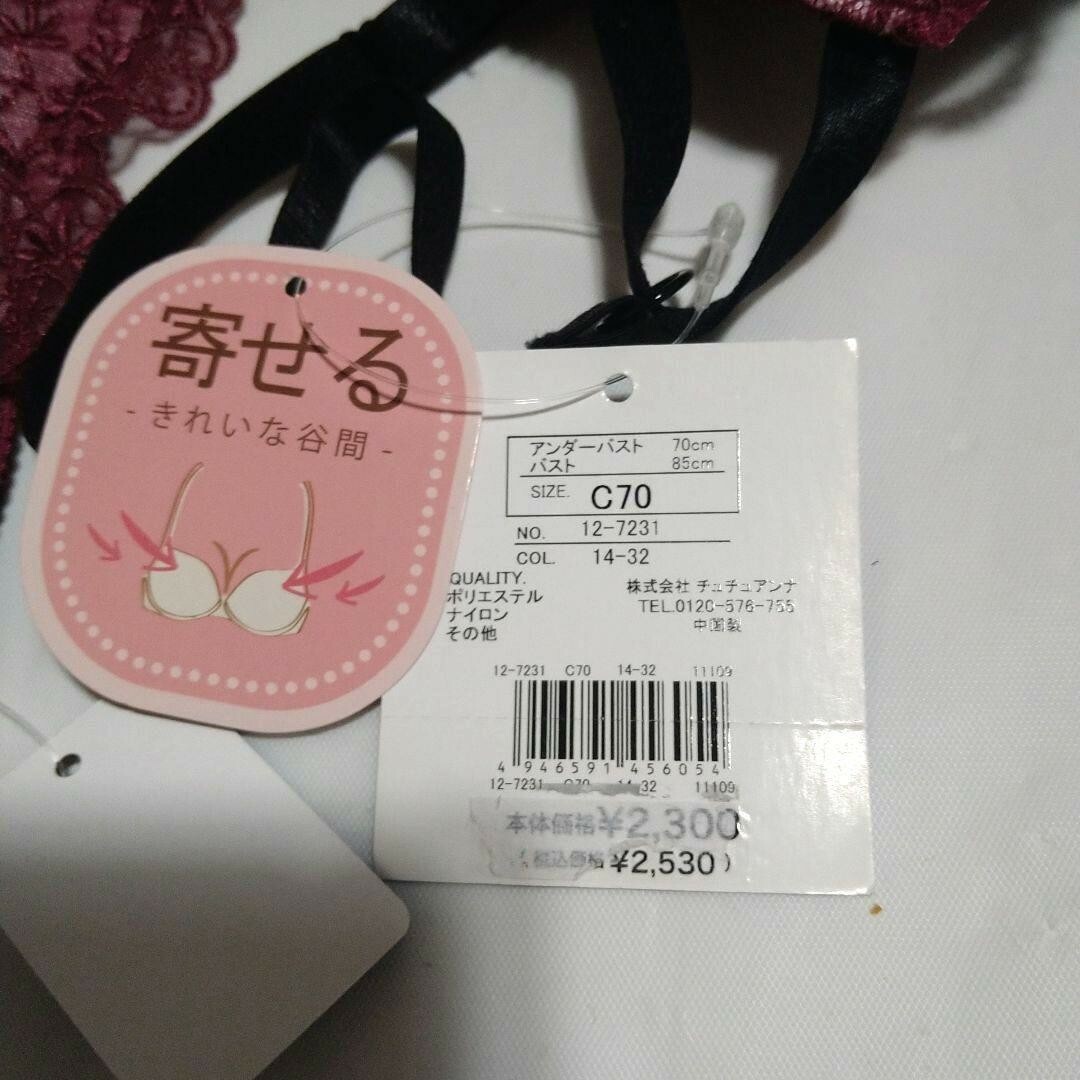 寄せる
- きれいな谷間 -
アンダーバスト 70cm
バスト 85cm
SIZE. C70
NO. 12-7231
COL. 14-32
QUALITY.
ポリエステル
ナイロン
その他
株式会社 チュチュアンナ
TEL.0120-576-755
中国製
12-7231 C70 14-32 11109
4 946591 456054
12-7231 C70 14-32 11109
本体価格¥2,300
(税込価格 ¥2,530)